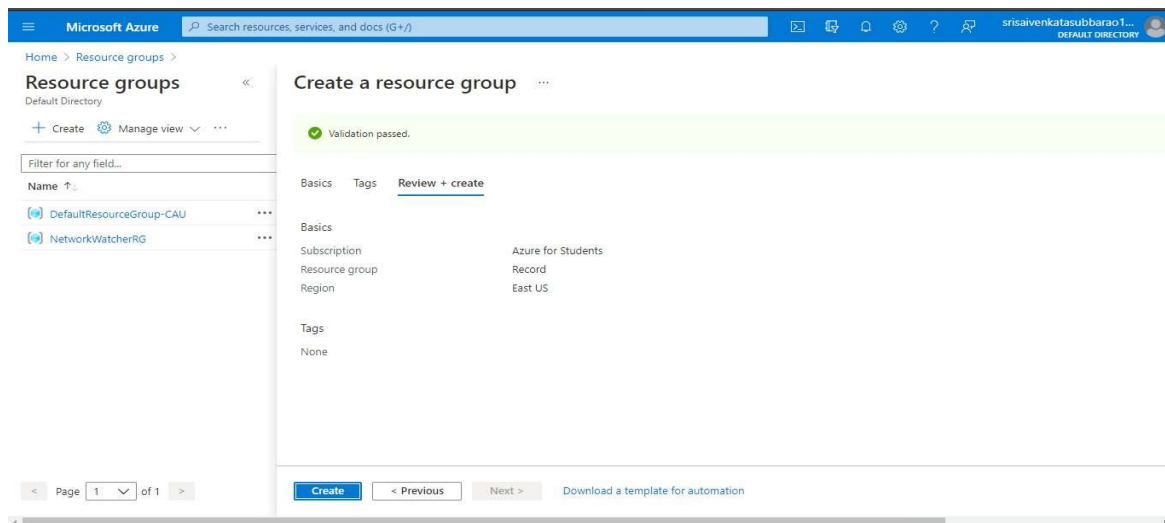 Microsoft Azure
Search resources, services, and docs (G+/)
srisaivenkatasubbarao1...
DEFAULT DIRECTORY
Home > Resource groups >
Resource groups
Default Directory
Create a resource group ...
+ Create Manage view ...
Validation passed.
Filter for any field...
Name ↑↓
DefaultResourceGroup-CAU ...
NetworkWatcherRG ...
Basics Tags Review + create
Basics
Subscription Azure for Students
Resource group Record
Region East US
Tags
None
< Page 1 of 1 >
Create < Previous Next > Download a template for automation